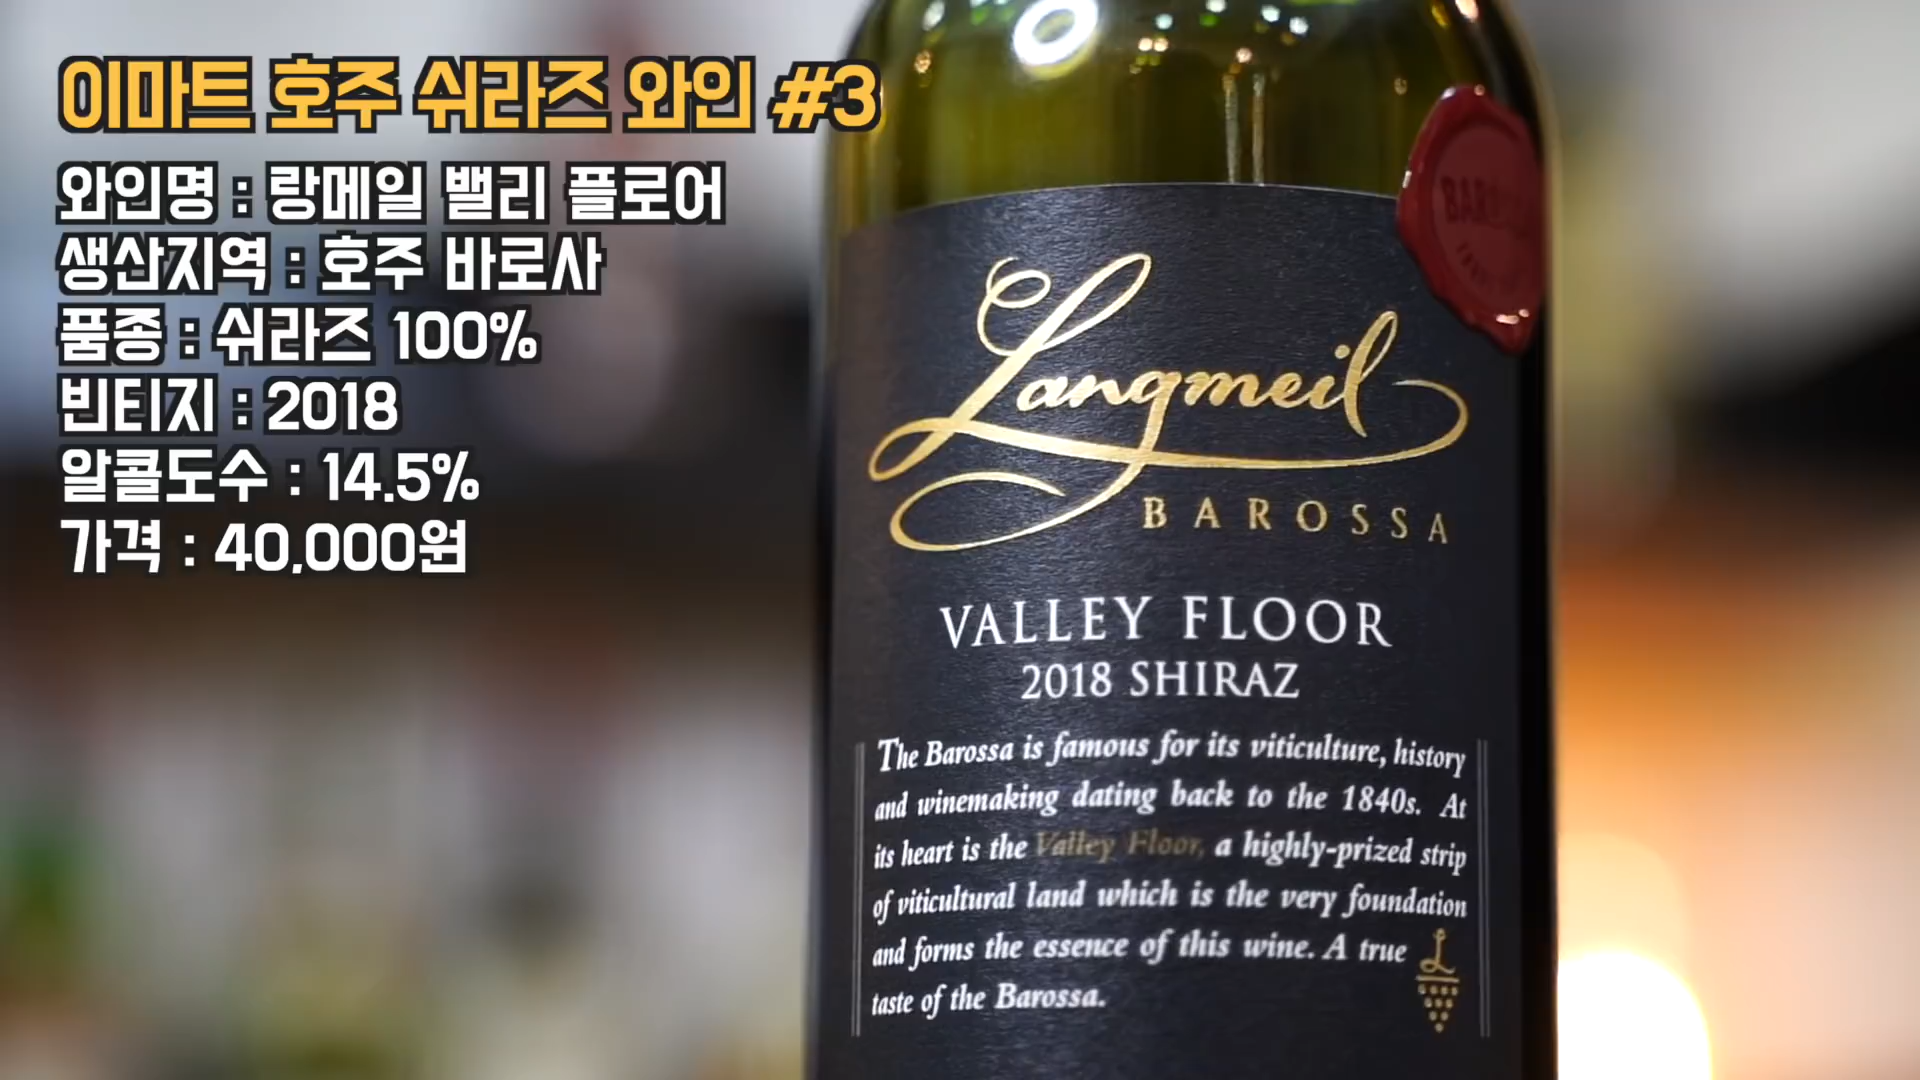 이마트 호주 쉬라즈 와인 #3
와인명 : 랑메일 밸리 플로어
생산지역 : 호주 바로사
품종 : 쉬라즈 100%
빈티지 : 2018
알콜도수 : 14.5%
가격 : 40,000원
Langmeil
BAROSSA
VALLEY FLOOR
2018 SHIRAZ
The Barossa is famous for its viticulture, history
and winemaking dating back to the 1840s. At
its heart is the Valley Floor, a highly-prized strip
of viticultural land which is the very foundation
and forms the essence of this wine. A true
taste of the Barossa.